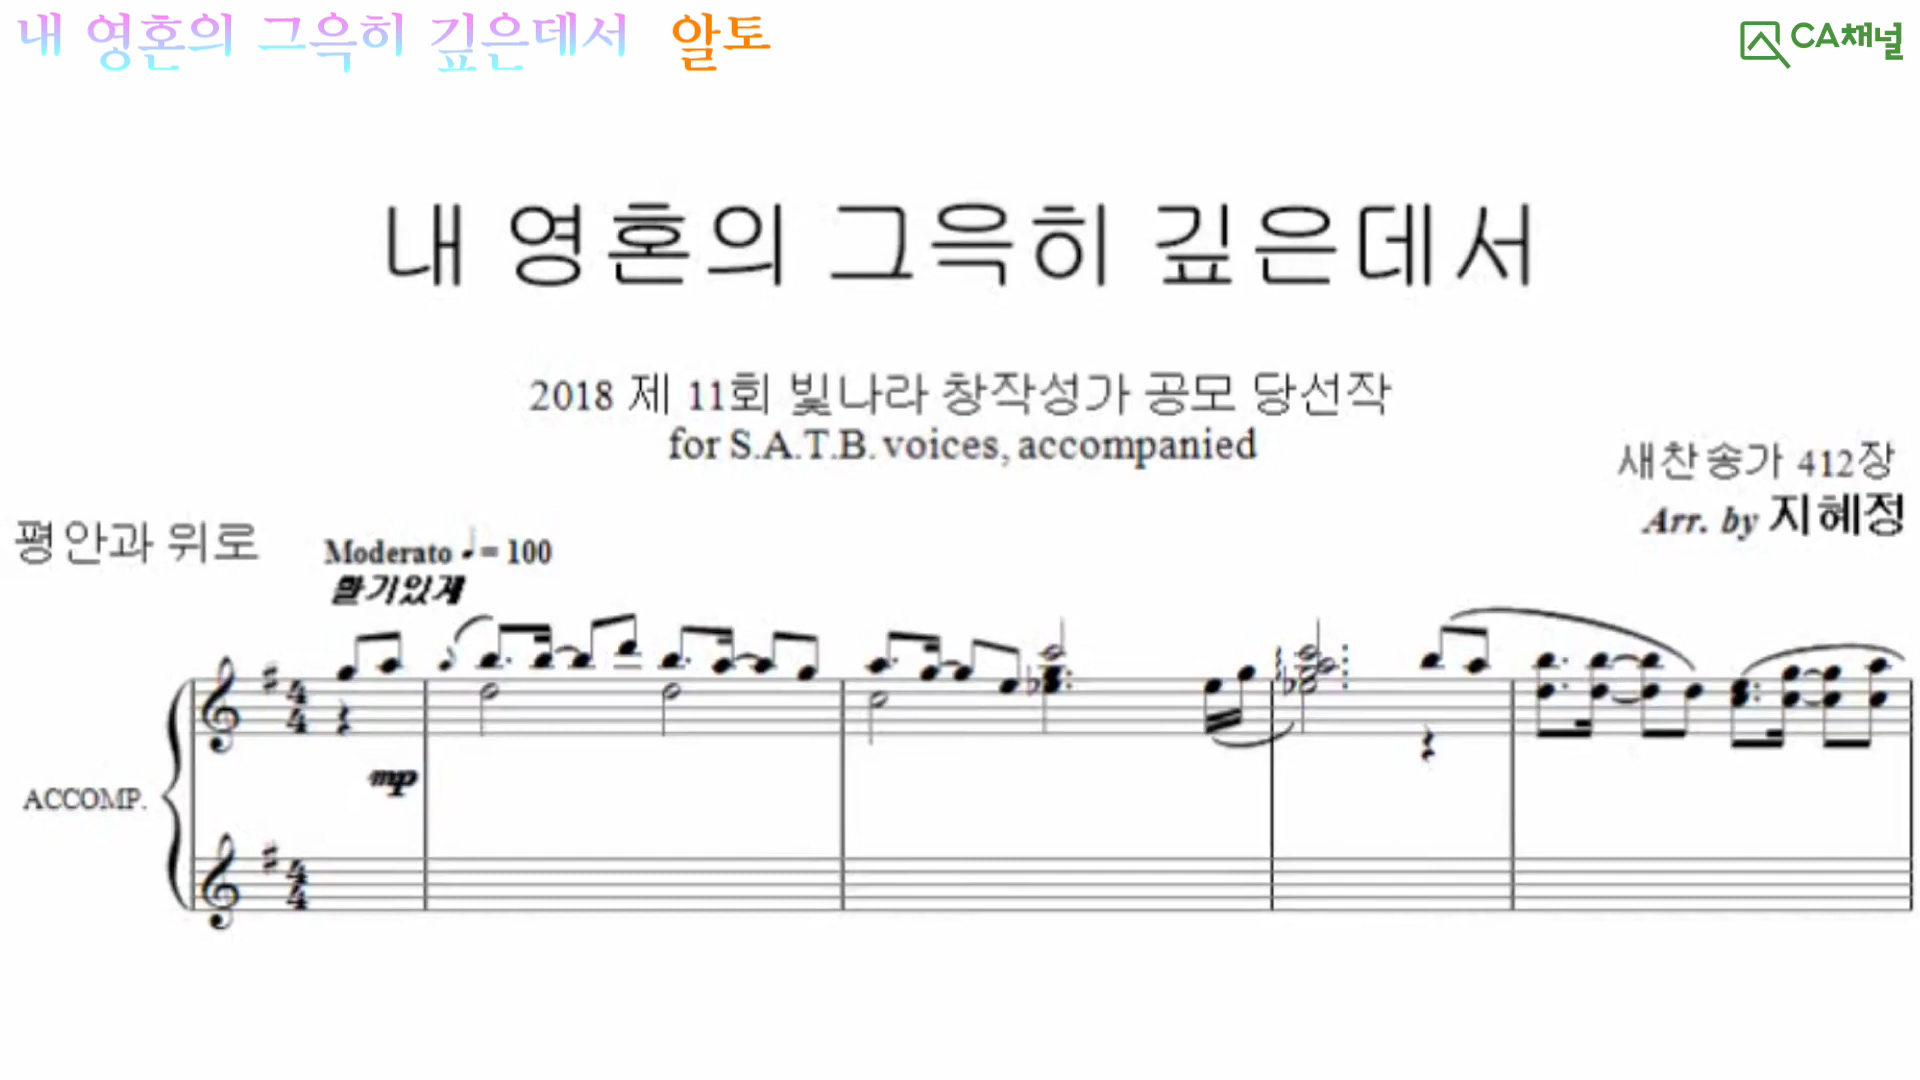 내 영혼의 그윽히 깊은데서 알토
CA채널
내 영혼의 그윽히 깊은데서
2018 제 11회 빛나라 창작성가 공모 당선작
for S.A.T.B. voices, accompanied
새찬송가 412장
Arr. by 지혜정
평안과 위로
Moderato ♩= 100
활기있게
mp
ACCOMP.